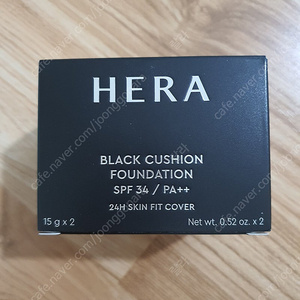 HERA
BLACK CUSHION
FOUNDATION
SPF 34 / PA++
24H SKIN FIT COVER
15 g x 2
Net wt. 0.52 oz. x 2